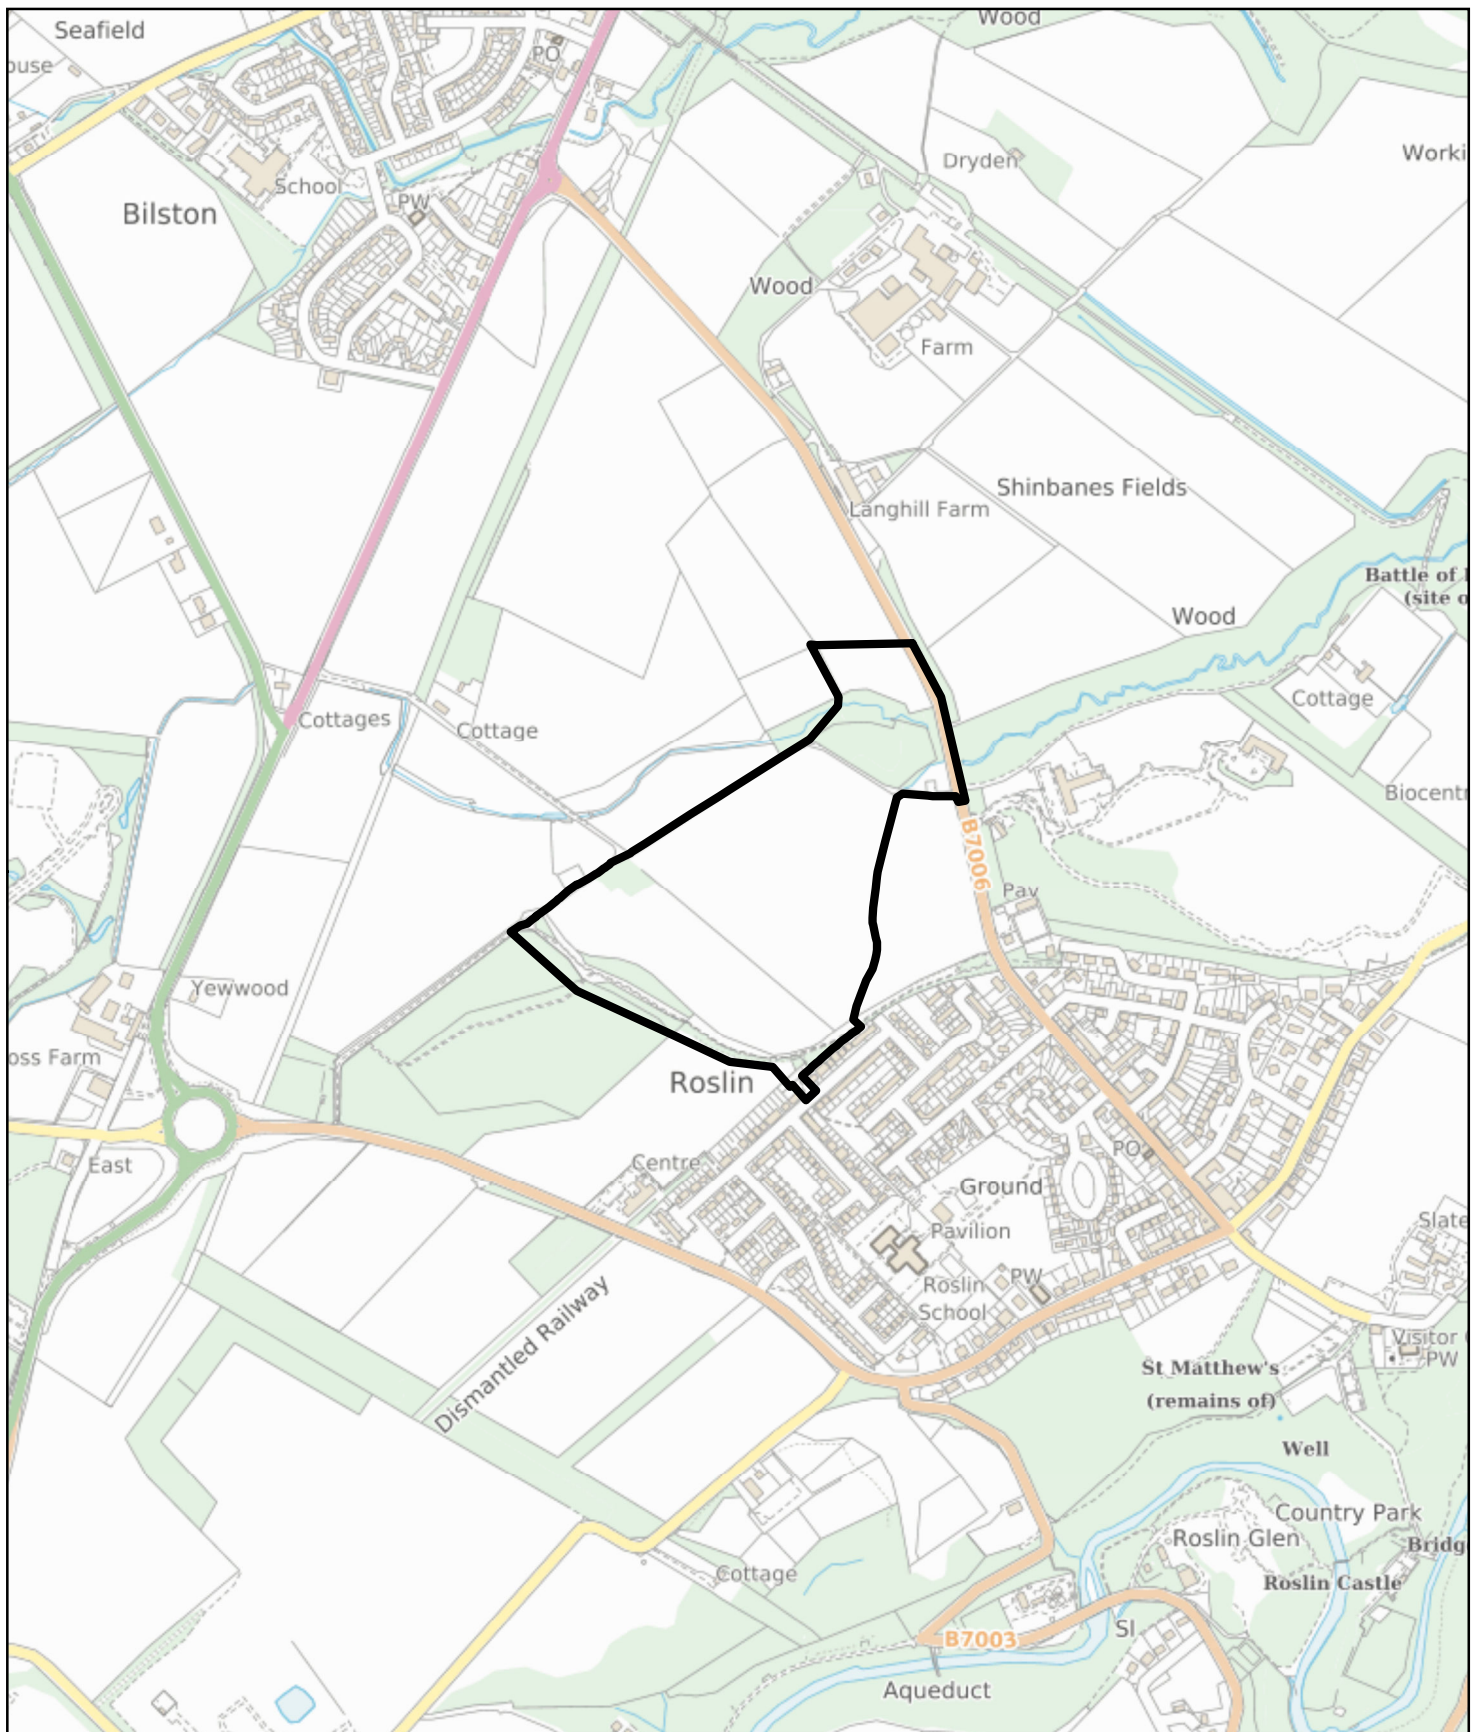 Seafield
Wood
PO
Worki
Dryden
School
PW
Bilston
Wood
Farm
Shinbanes Fields
Langhill Farm
Battle of
(site o
Wood
Cottage
Cottages
Cottage
Biocentr
B7006
Pav
Yewwood
oss Farm
Roslin
PO
East
Centre
Ground
Slate
Pavilion
Roslin
School
PW
Dismantled Railway
Visitor
PW
St Matthew's
(remains of)
Well
Country Park
Roslin Glen
Bridg
Cottage
Roslin Castle
SI
B7003
Aqueduct